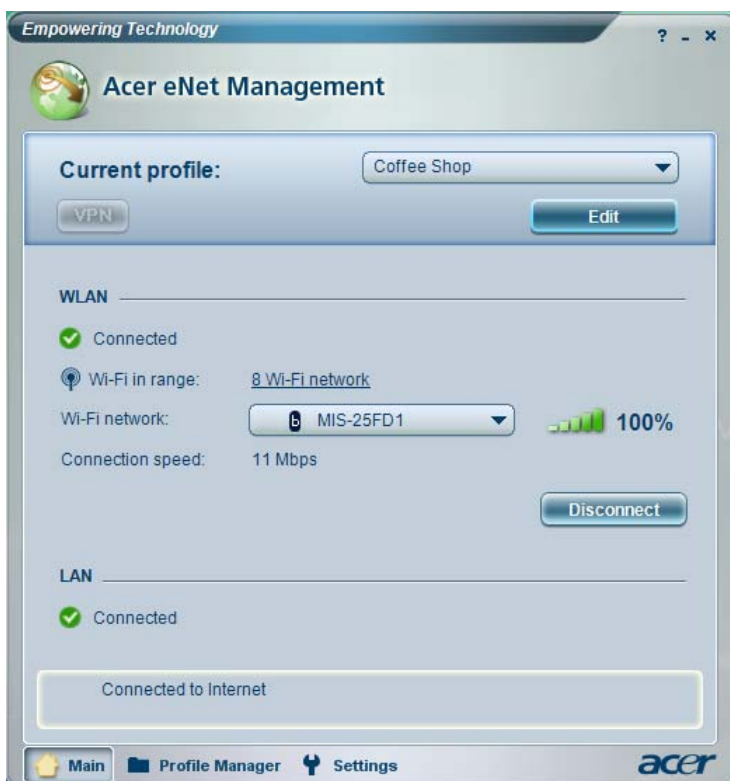 Empowering Technology
? - x
Acer eNet Management
Current profile:
Coffee Shop
VPN
Edit
WLAN
Connected
Wi-Fi in range:
8 Wi-Fi network
Wi-Fi network:
b MIS-25FD1
100%
Connection speed:
11 Mbps
Disconnect
LAN
Connected
Connected to Internet
Main
Profile Manager
Settings
acer